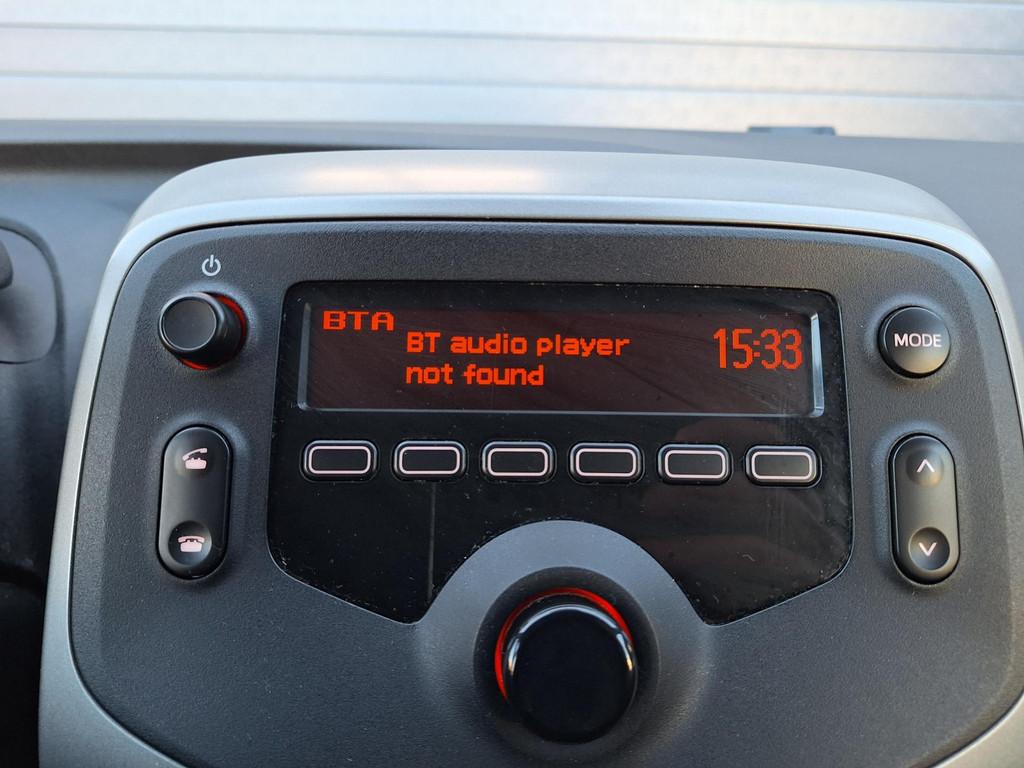 BTA
BT audio player
not found
15:33
MODE